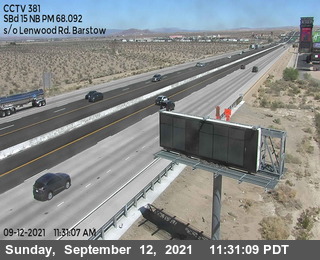 CCTV 381
SBd 15 NB PM 68.092
s/o Lenwood Rd. Barstow
09-12-2021   11:31:07 AM
Sunday, September 12, 2021   11:31:09 PDT